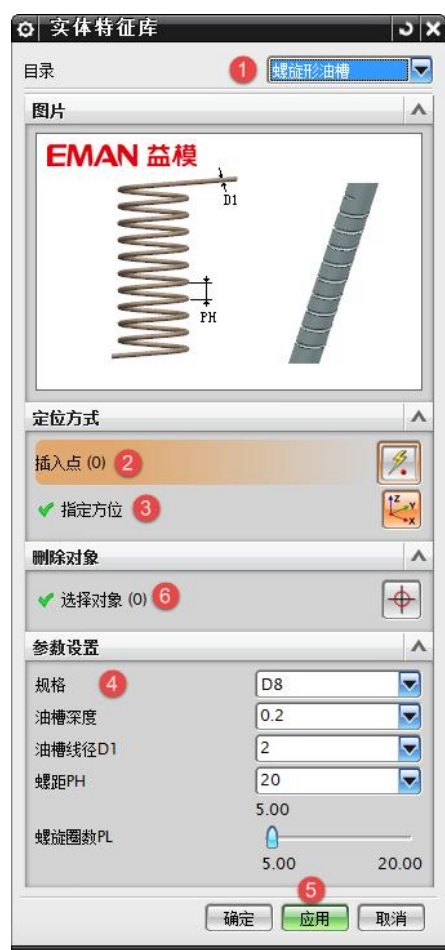 实体特征库
目录 1 螺旋形油槽
图片
EMAN 益模
D1
PH
定位方式
插入点 (0) 2
指定方位 3
Z
Y
X
删除对象
选择对象 (0) 6
参数设置
规格 4 D8
油槽深度 0.2
油槽线径D1 2
螺距PH 20
5.00
螺旋圈数PL
5.00 20.00
5
确定 应用 取消